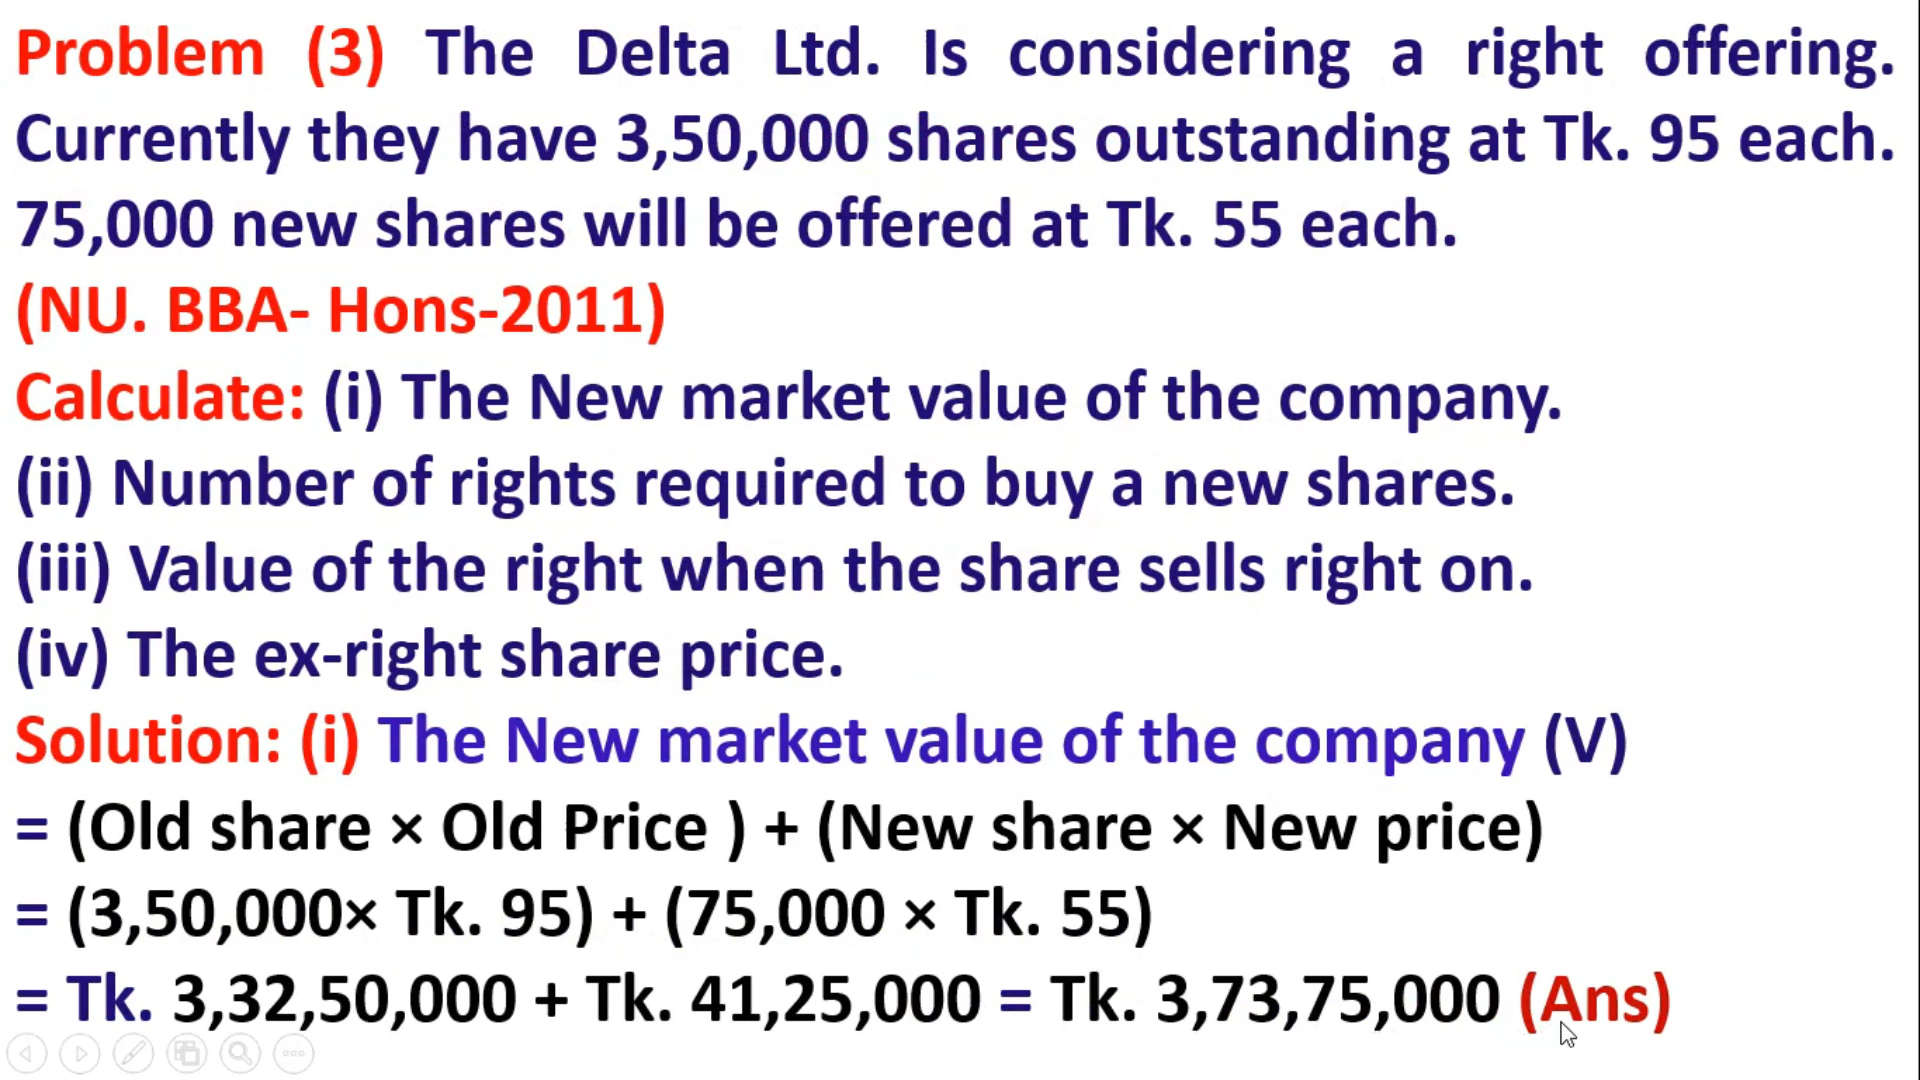 Problem (3) The Delta Ltd. Is considering a right offering.
Currently they have 3,50,000 shares outstanding at Tk. 95 each.
75,000 new shares will be offered at Tk. 55 each.
(NU. BBA- Hons-2011)
Calculate: (i) The New market value of the company.
(ii) Number of rights required to buy a new shares.
(iii) Value of the right when the share sells right on.
(iv) The ex-right share price.
Solution: (i) The New market value of the company (V)
= (Old share × Old Price ) + (New share × New price)
= (3,50,000× Tk. 95) + (75,000 × Tk. 55)
= Tk. 3,32,50,000 + Tk. 41,25,000 = Tk. 3,73,75,000 (Ans)